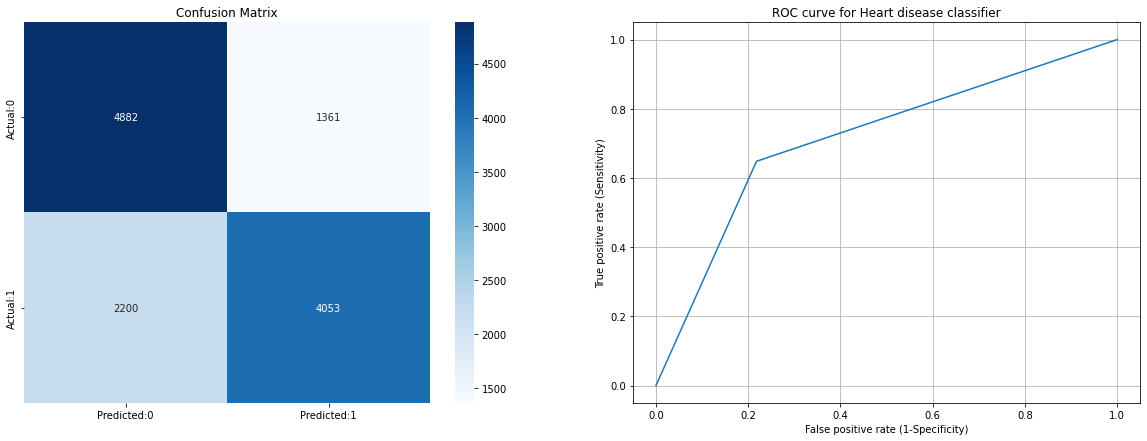 Confusion Matrix
Actual:0
Actual:1
4882
1361
2200
4053
Predicted:0
Predicted:1
4500
4000
3500
3000
2500
2000
1500
ROC curve for Heart disease classifier
True positive rate (Sensitivity)
1.0
0.8
0.6
0.4
0.2
0.0
0.0
0.2
0.4
0.6
0.8
1.0
False positive rate (1-Specificity)